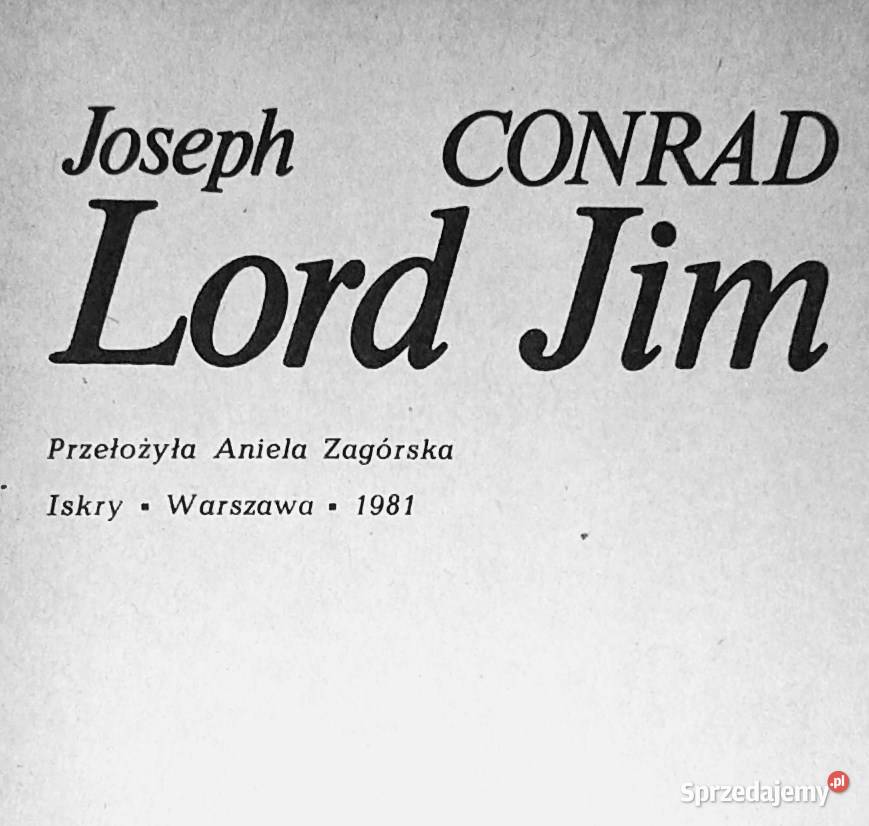 Joseph CONRAD
Lord Jim
Przełożyła Aniela Zagórska
Iskry ▪ Warszawa ▪ 1981
Sprzedajemy.pl